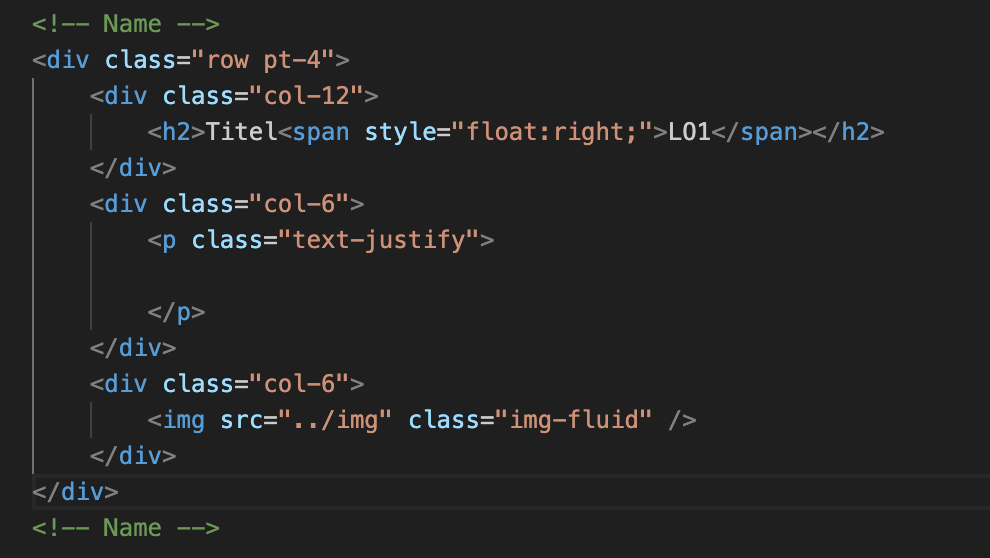 <!-- Name -->
<div class="row pt-4">
    <div class="col-12">
        <h2>Titel<span style="float:right;">L01</span></h2>
    </div>
    <div class="col-6">
        <p class="text-justify">

        </p>
    </div>
    <div class="col-6">
        <img src="../img" class="img-fluid" />
    </div>
</div>
<!-- Name -->